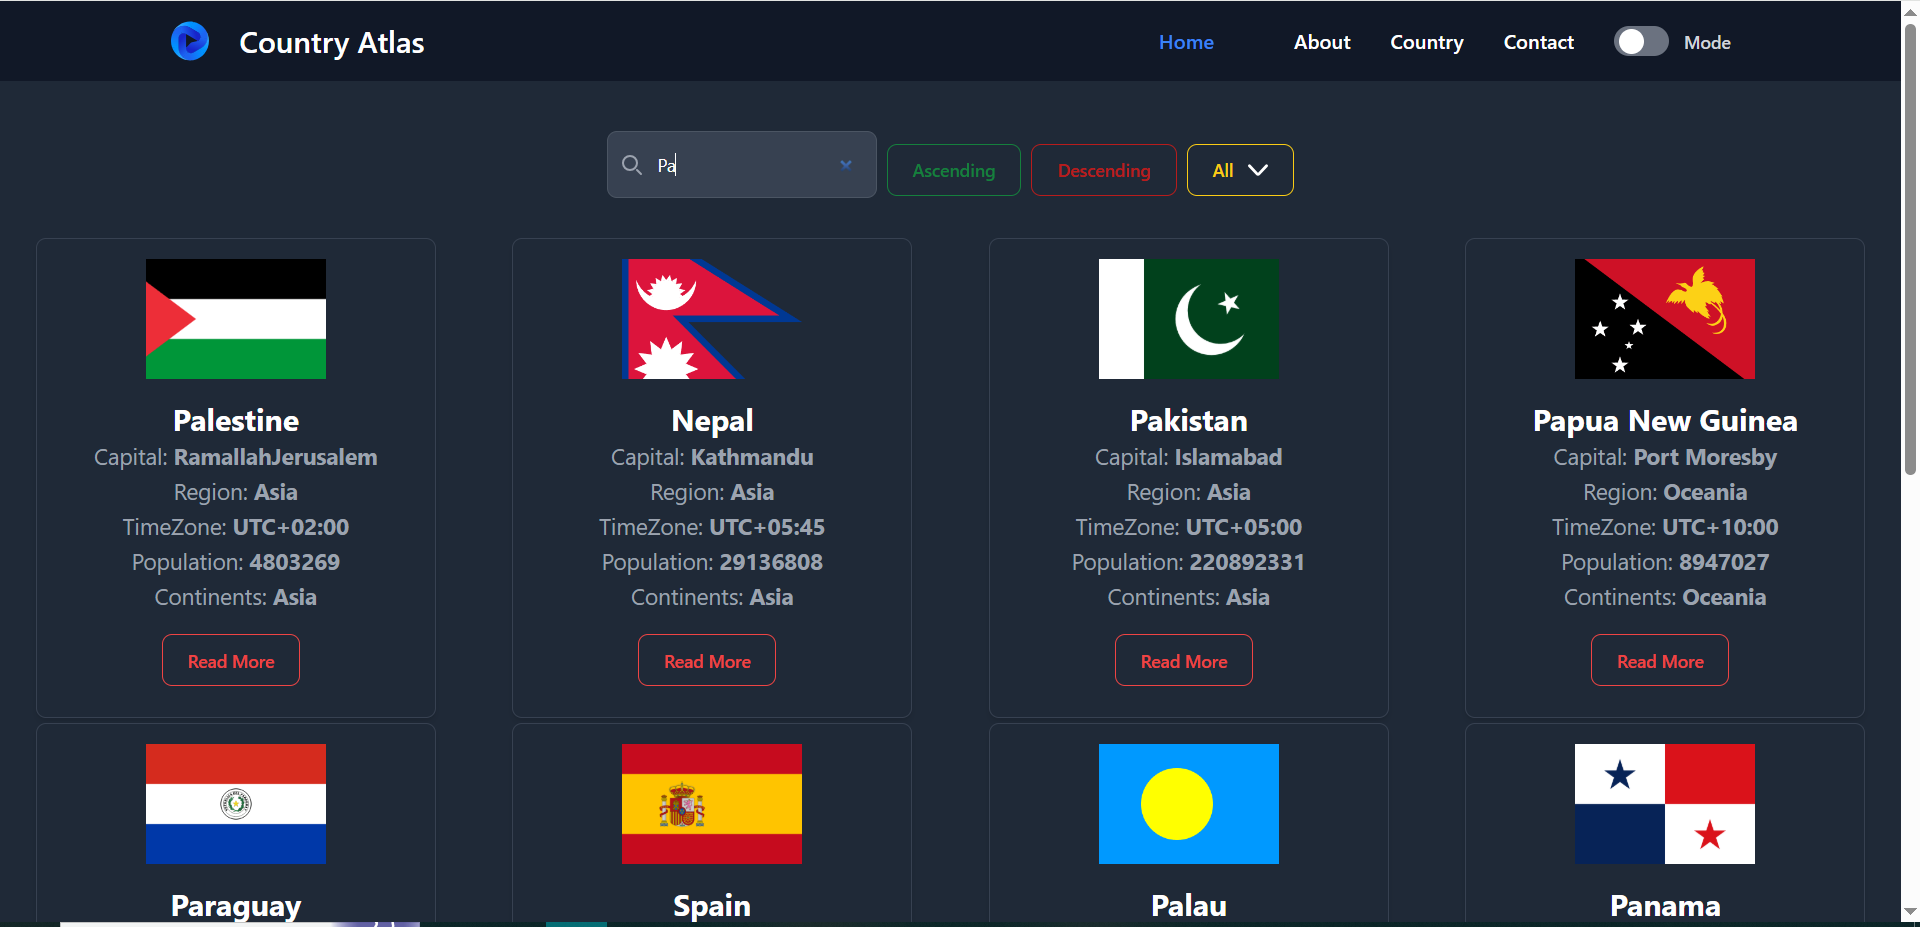 Country Atlas
Home
About
Country
Contact
Mode
Pa
Ascending
Descending
All
Palestine
Capital: RamallahJerusalem
Region: Asia
TimeZone: UTC+02:00
Population: 4803269
Continents: Asia
Read More
Nepal
Capital: Kathmandu
Region: Asia
TimeZone: UTC+05:45
Population: 29136808
Continents: Asia
Read More
Pakistan
Capital: Islamabad
Region: Asia
TimeZone: UTC+05:00
Population: 220892331
Continents: Asia
Read More
Papua New Guinea
Capital: Port Moresby
Region: Oceania
TimeZone: UTC+10:00
Population: 8947027
Continents: Oceania
Read More
Paraguay
Spain
Palau
Panama